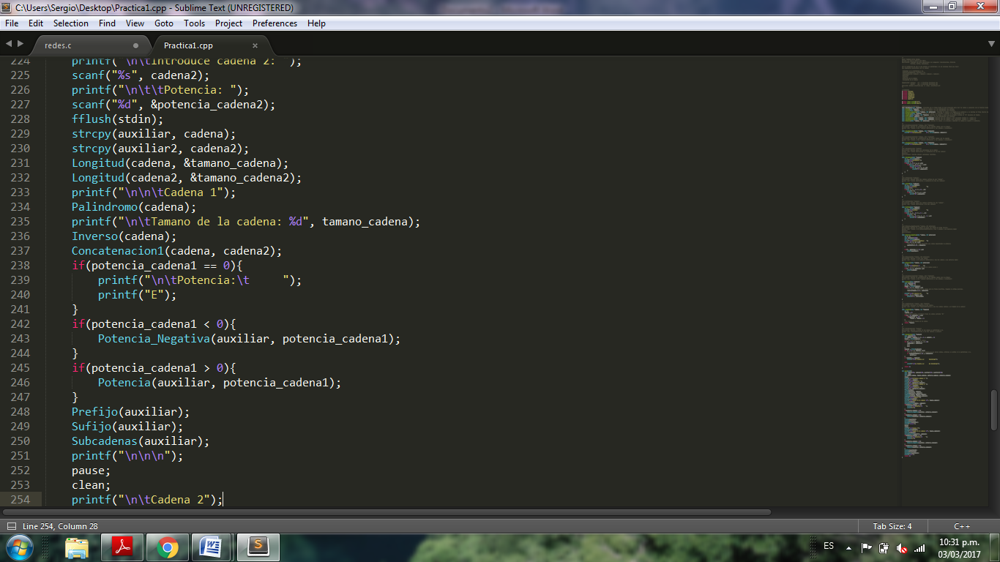 C:\Users\Sergio\Desktop\Practica1.cpp - Sublime Text (UNREGISTERED)
File Edit Selection Find View Goto Tools Project Preferences Help
redes.c Practica1.cpp
224 printf("\n\tIntroduce cadena 2: ");
225 scanf("%s", cadena2);
226 printf("\n\t\tPotencia: ");
227 scanf("%d", &potencia_cadena2);
228 fflush(stdin);
229 strcpy(auxiliar, cadena);
230 strcpy(auxiliar2, cadena2);
231 Longitud(cadena, &tamano_cadena);
232 Longitud(cadena2, &tamano_cadena2);
233 printf("\n\n\tCadena 1");
234 Palindromo(cadena);
235 printf("\n\tTamano de la cadena: %d", tamano_cadena);
236 Inverso(cadena);
237 Concatenacion1(cadena, cadena2);
238 if(potencia_cadena1 == 0){
239 printf("\n\tPotencia:\t     ");
240 printf("E");
241 }
242 if(potencia_cadena1 < 0){
243 Potencia_Negativa(auxiliar, potencia_cadena1);
244 }
245 if(potencia_cadena1 > 0){
246 Potencia(auxiliar, potencia_cadena1);
247 }
248 Prefijo(auxiliar);
249 Sufijo(auxiliar);
250 Subcadenas(auxiliar);
251 printf("\n\n\n");
252 pause;
253 clean;
254 printf("\n\tCadena 2");
Line 254, Column 28 Tab Size: 4 C++
ES 10:31 p.m.
03/03/2017